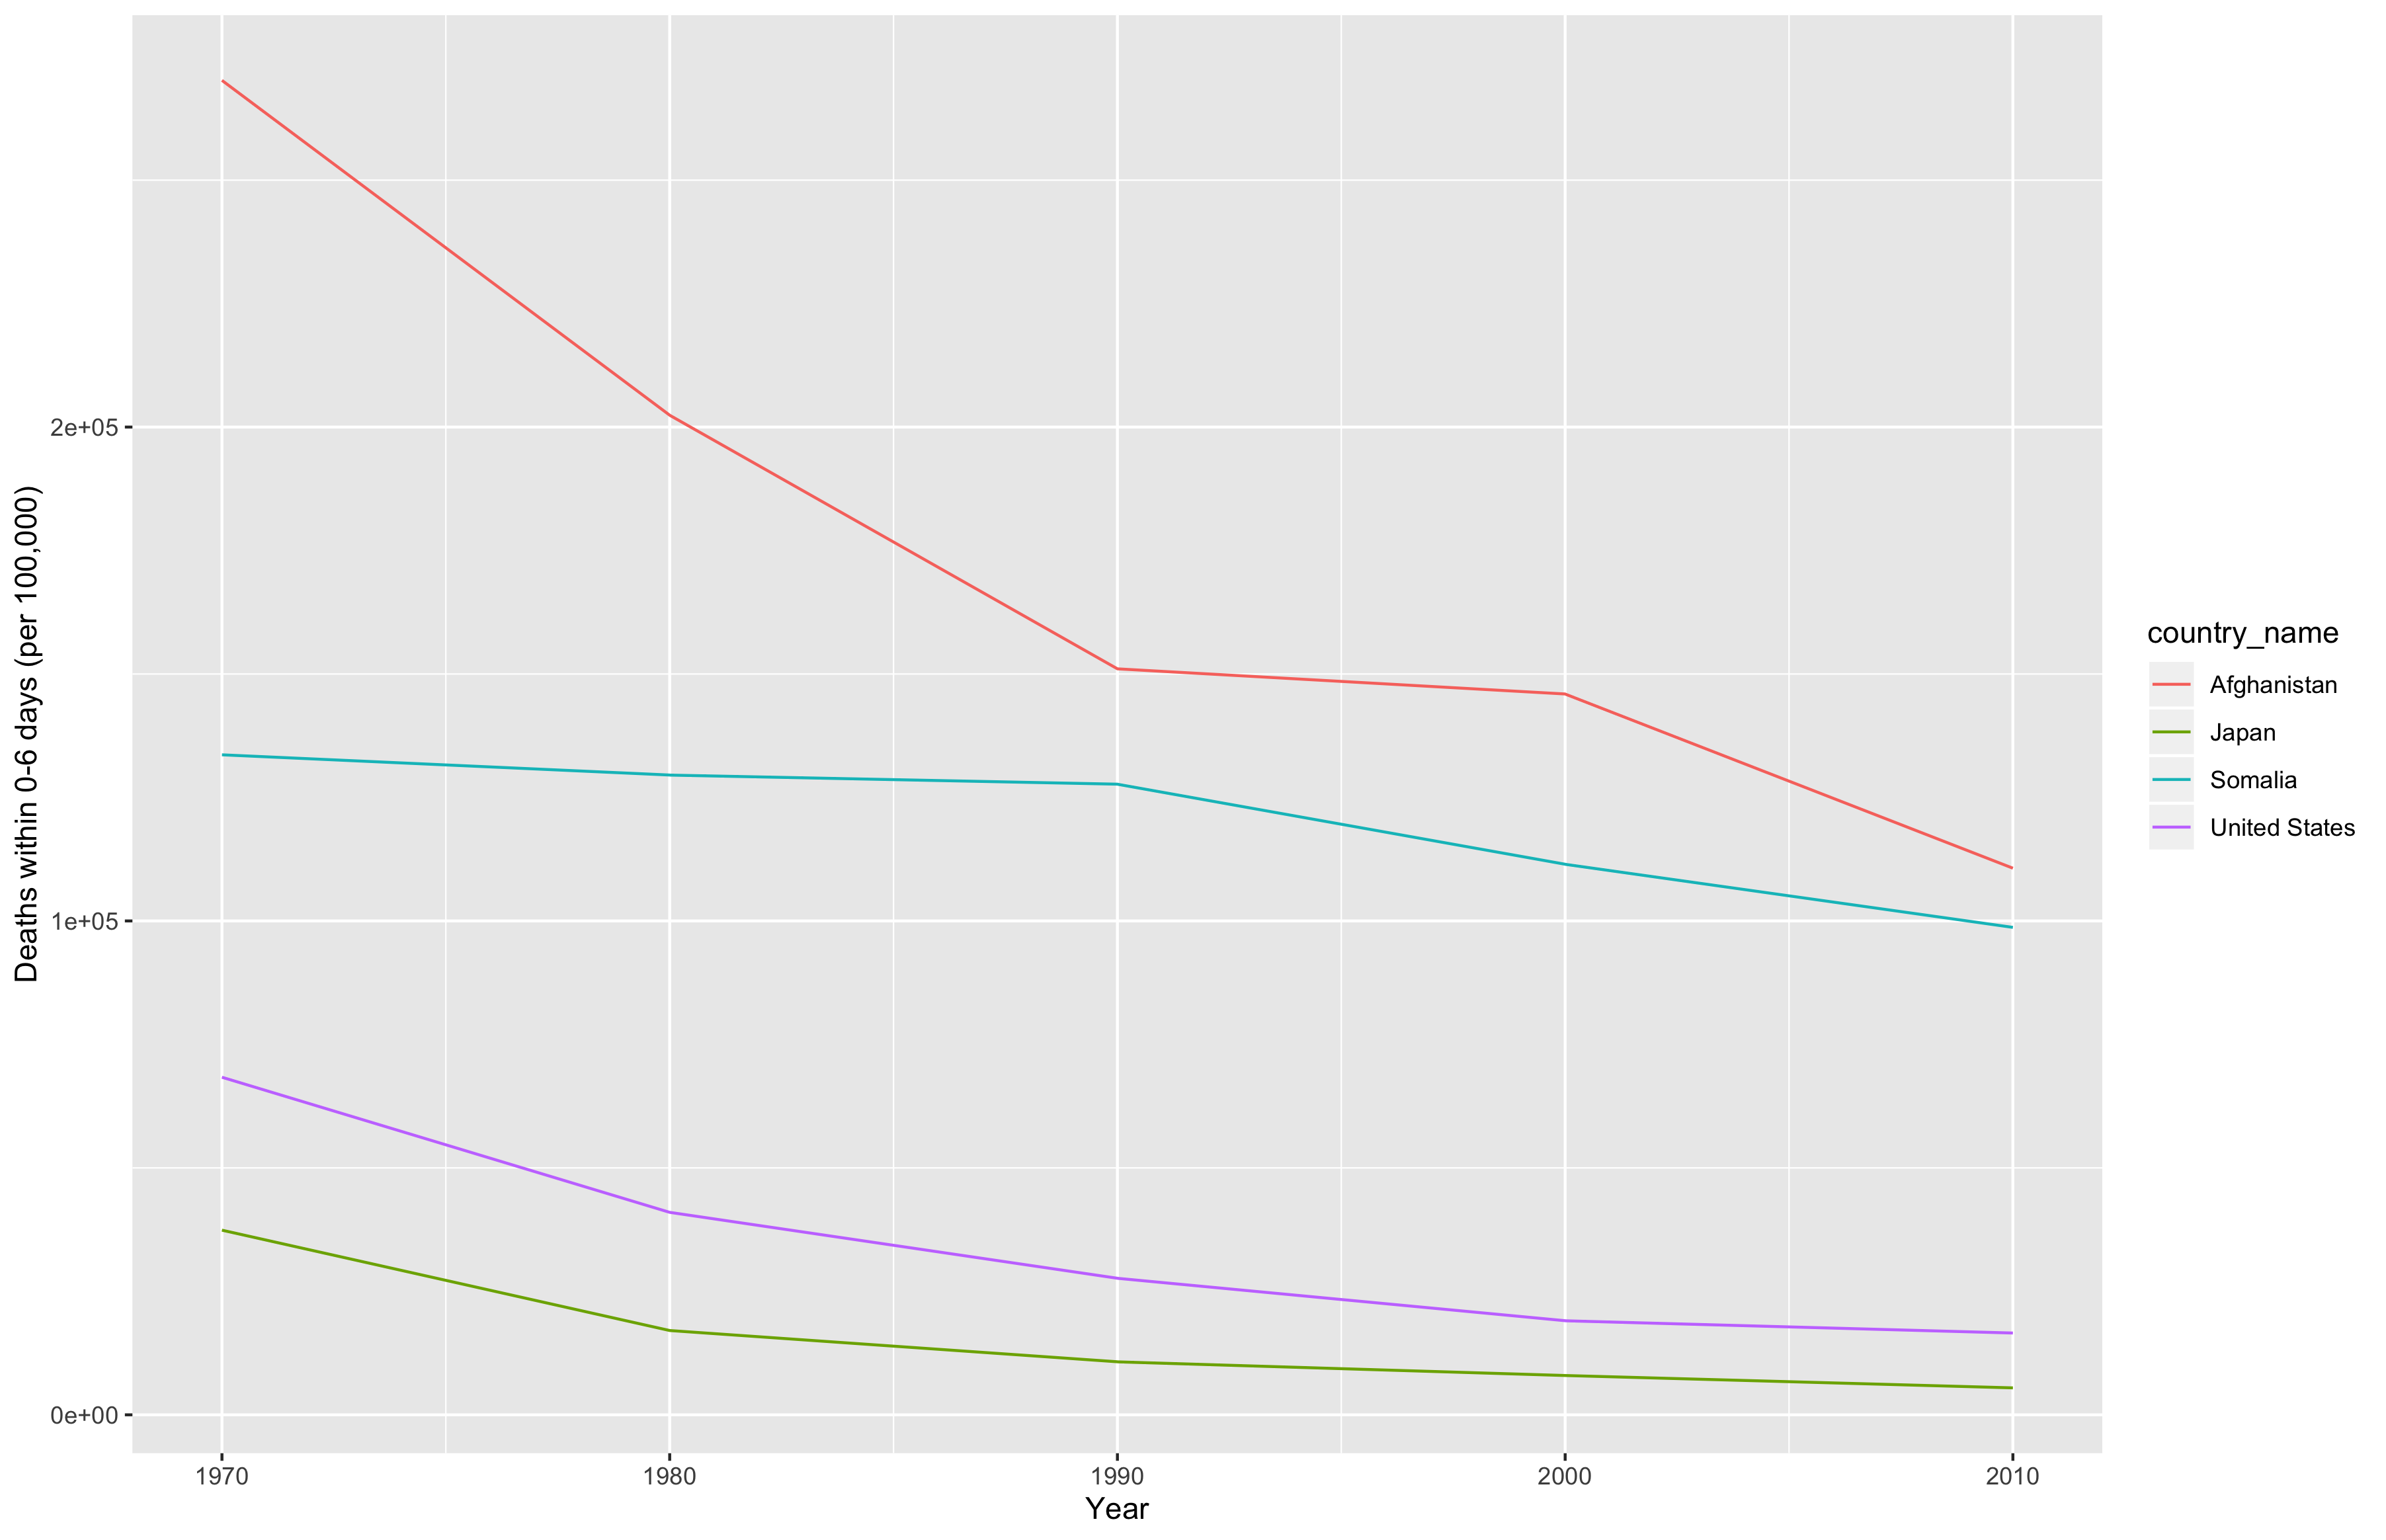 Deaths within 0-6 days (per 100,000)
2e+05
1e+05
0e+00
1970 1980 1990 2000 2010
Year
country_name
Afghanistan
Japan
Somalia
United States